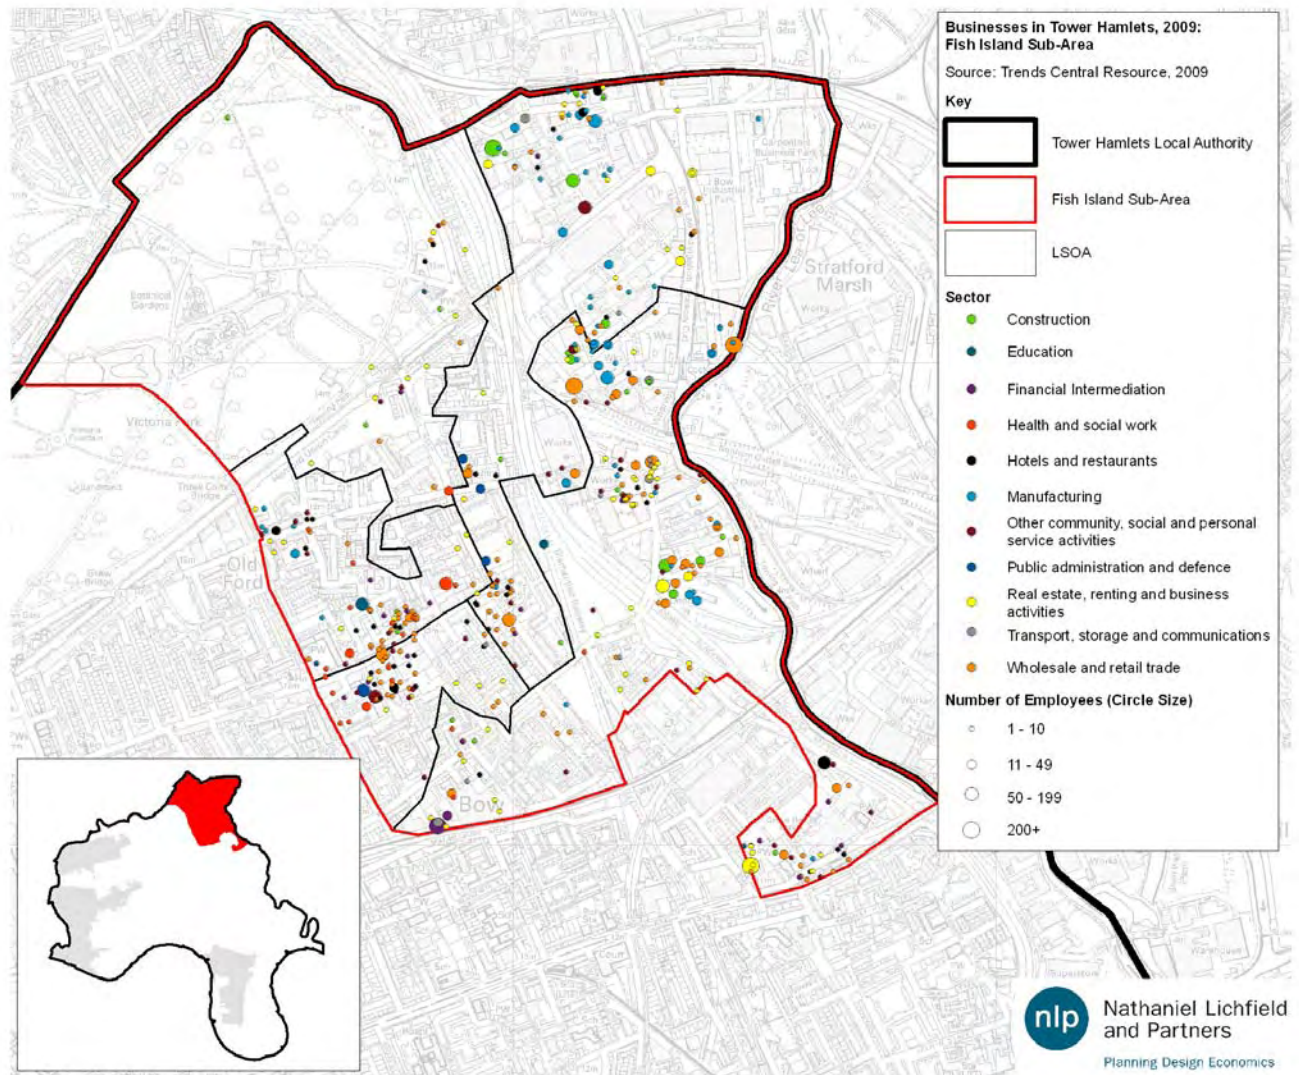 Businesses in Tower Hamlets, 2009:
Fish Island Sub-Area
Source: Trends Central Resource, 2009
Key
Tower Hamlets Local Authority
Fish Island Sub-Area
LSOA
Sector
Construction
Education
Financial Intermediation
Health and social work
Hotels and restaurants
Manufacturing
Other community, social and personal
service activities
Public administration and defence
Real estate, renting and business
activities
Transport, storage and communications
Wholesale and retail trade
Number of Employees (Circle Size)
1 - 10
11 - 49
50 - 199
200+
Stratford
Marsh
Victoria Park
Old
Ford
Bow
nlp
Nathaniel Lichfield
and Partners
Planning Design Economics